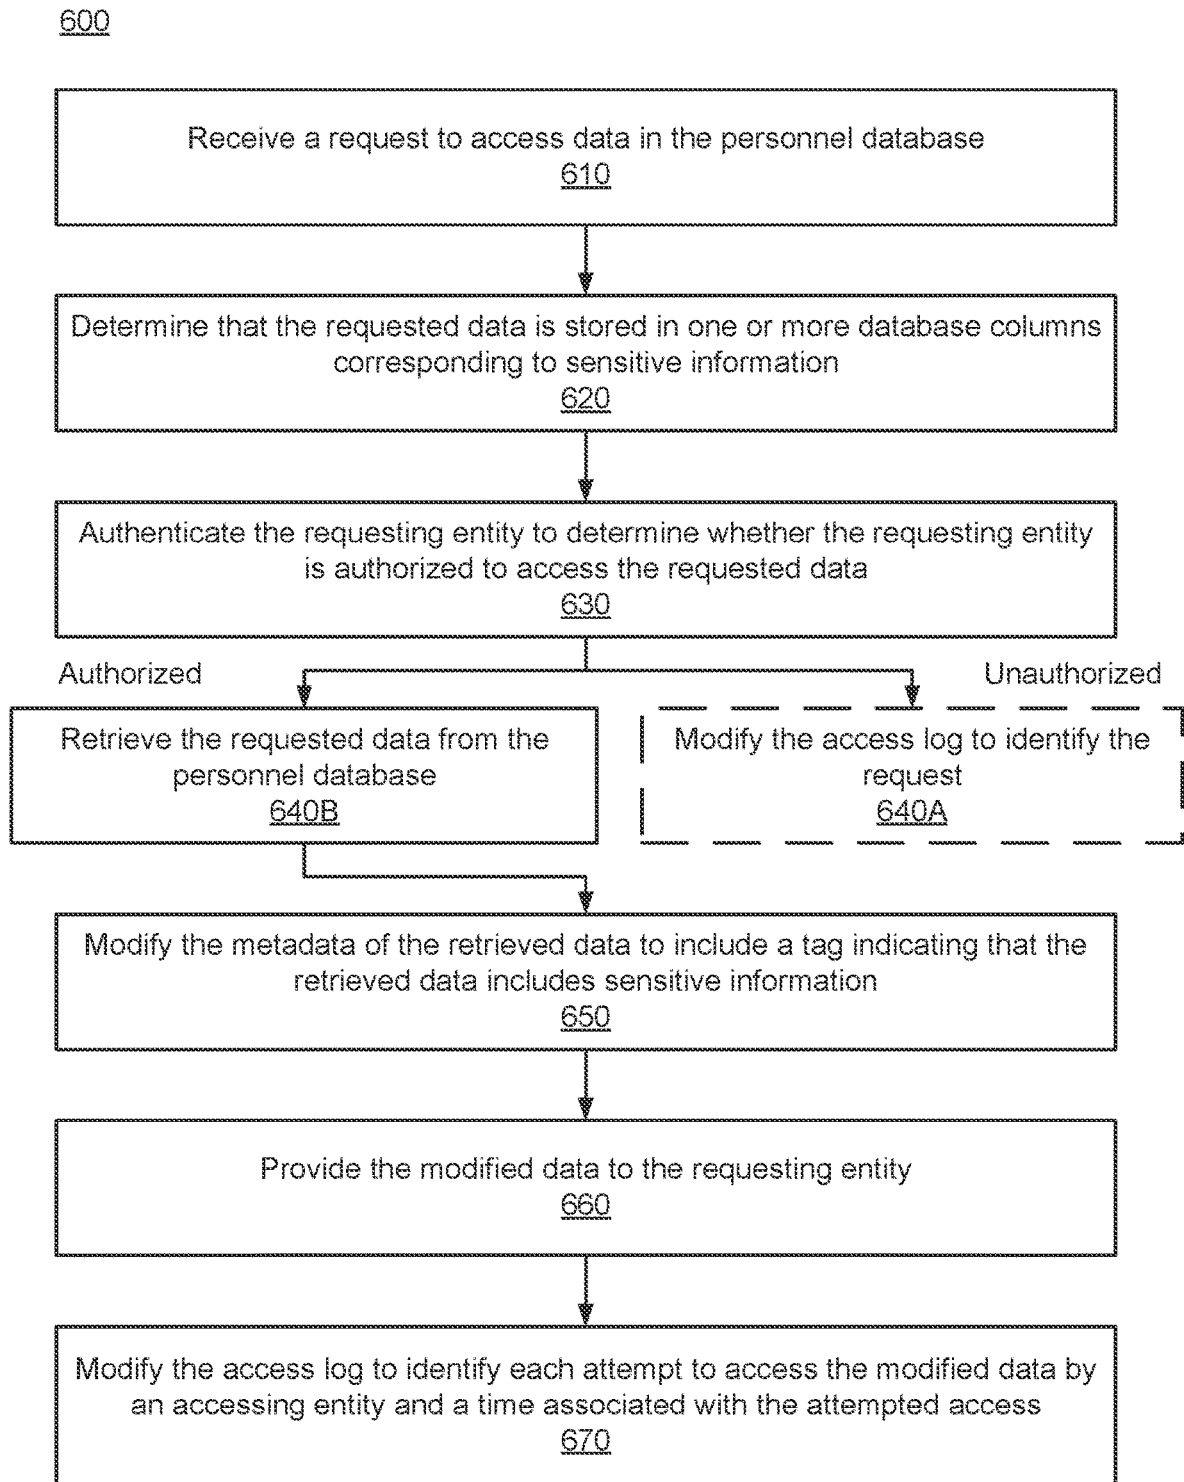 600
Receive a request to access data in the personnel database
610
Determine that the requested data is stored in one or more database columns
corresponding to sensitive information
620
Authenticate the requesting entity to determine whether the requesting entity
is authorized to access the requested data
630
Authorized
Unauthorized
Retrieve the requested data from the
personnel database
640B
Modify the access log to identify the
request
640A
Modify the metadata of the retrieved data to include a tag indicating that the
retrieved data includes sensitive information
650
Provide the modified data to the requesting entity
660
Modify the access log to identify each attempt to access the modified data by
an accessing entity and a time associated with the attempted access
670